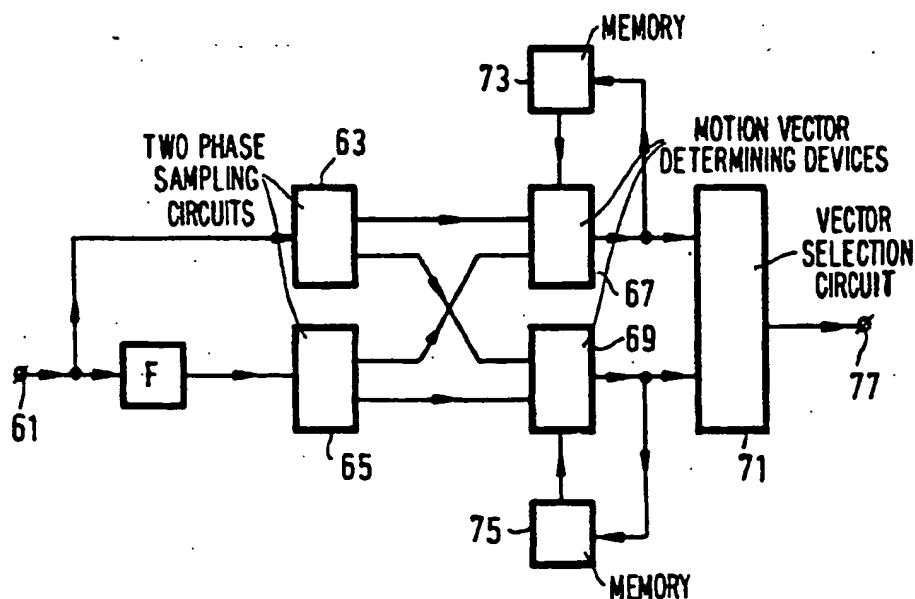 MEMORY
73
TWO PHASE
SAMPLING
CIRCUITS
63
MOTION VECTOR
DETERMINING DEVICES
VECTOR
SELECTION
CIRCUIT
67
69
F
61
65
77
71
75
MEMORY